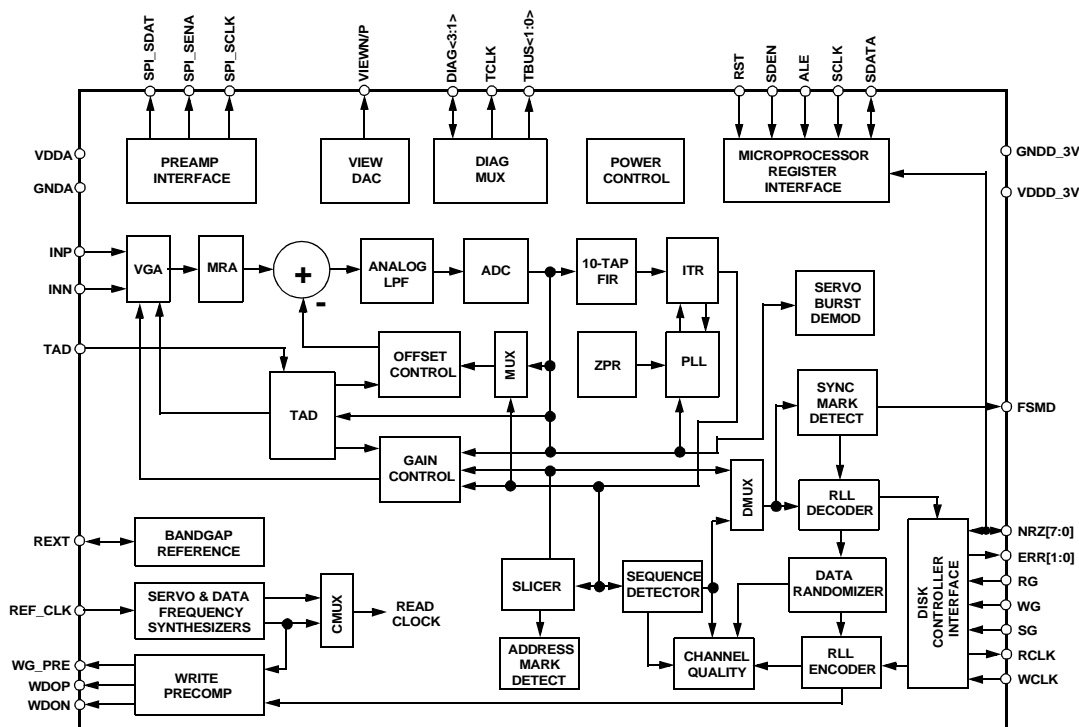 SPI_SDAT
SPI_SENA
SPI_SCLK
VIEWN/P
DIAG<3:1>
TCLK
TBUS<1:0>
RST
SDEN
ALE
SCLK
SDATA
VDDA
GNDA
PREAMP
INTERFACE
VIEW
DAC
DIAG
MUX
POWER
CONTROL
MICROPROCESSOR
REGISTER
INTERFACE
GNDD_3V
VDDD_3V
INP
INN
VGA
MRA
+
-
ANALOG
LPF
ADC
10-TAP
FIR
ITR
SERVO
BURST
DEMOD
TAD
TAD
OFFSET
CONTROL
MUX
ZPR
PLL
SYNC
MARK
DETECT
FSMD
GAIN
CONTROL
DMUX
RLL
DECODER
REXT
BANDGAP
REFERENCE
SLICER
SEQUENCE
DETECTOR
DATA
RANDOMIZER
DISK
CONTROLLER
INTERFACE
NRZ[7:0]
ERR[1:0]
RG
WG
SG
RCLK
WCLK
REF_CLK
SERVO & DATA
FREQUENCY
SYNTHESIZERS
CMUX
READ
CLOCK
ADDRESS
MARK
DETECT
CHANNEL
QUALITY
RLL
ENCODER
WG_PRE
WDOP
WDON
WRITE
PRECOMP